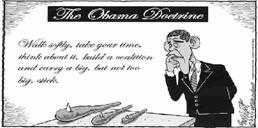 The Obama Doctrine
Walk softly, take your time,
think about it, build a coalition
and carry a big, but not too
big, stick.